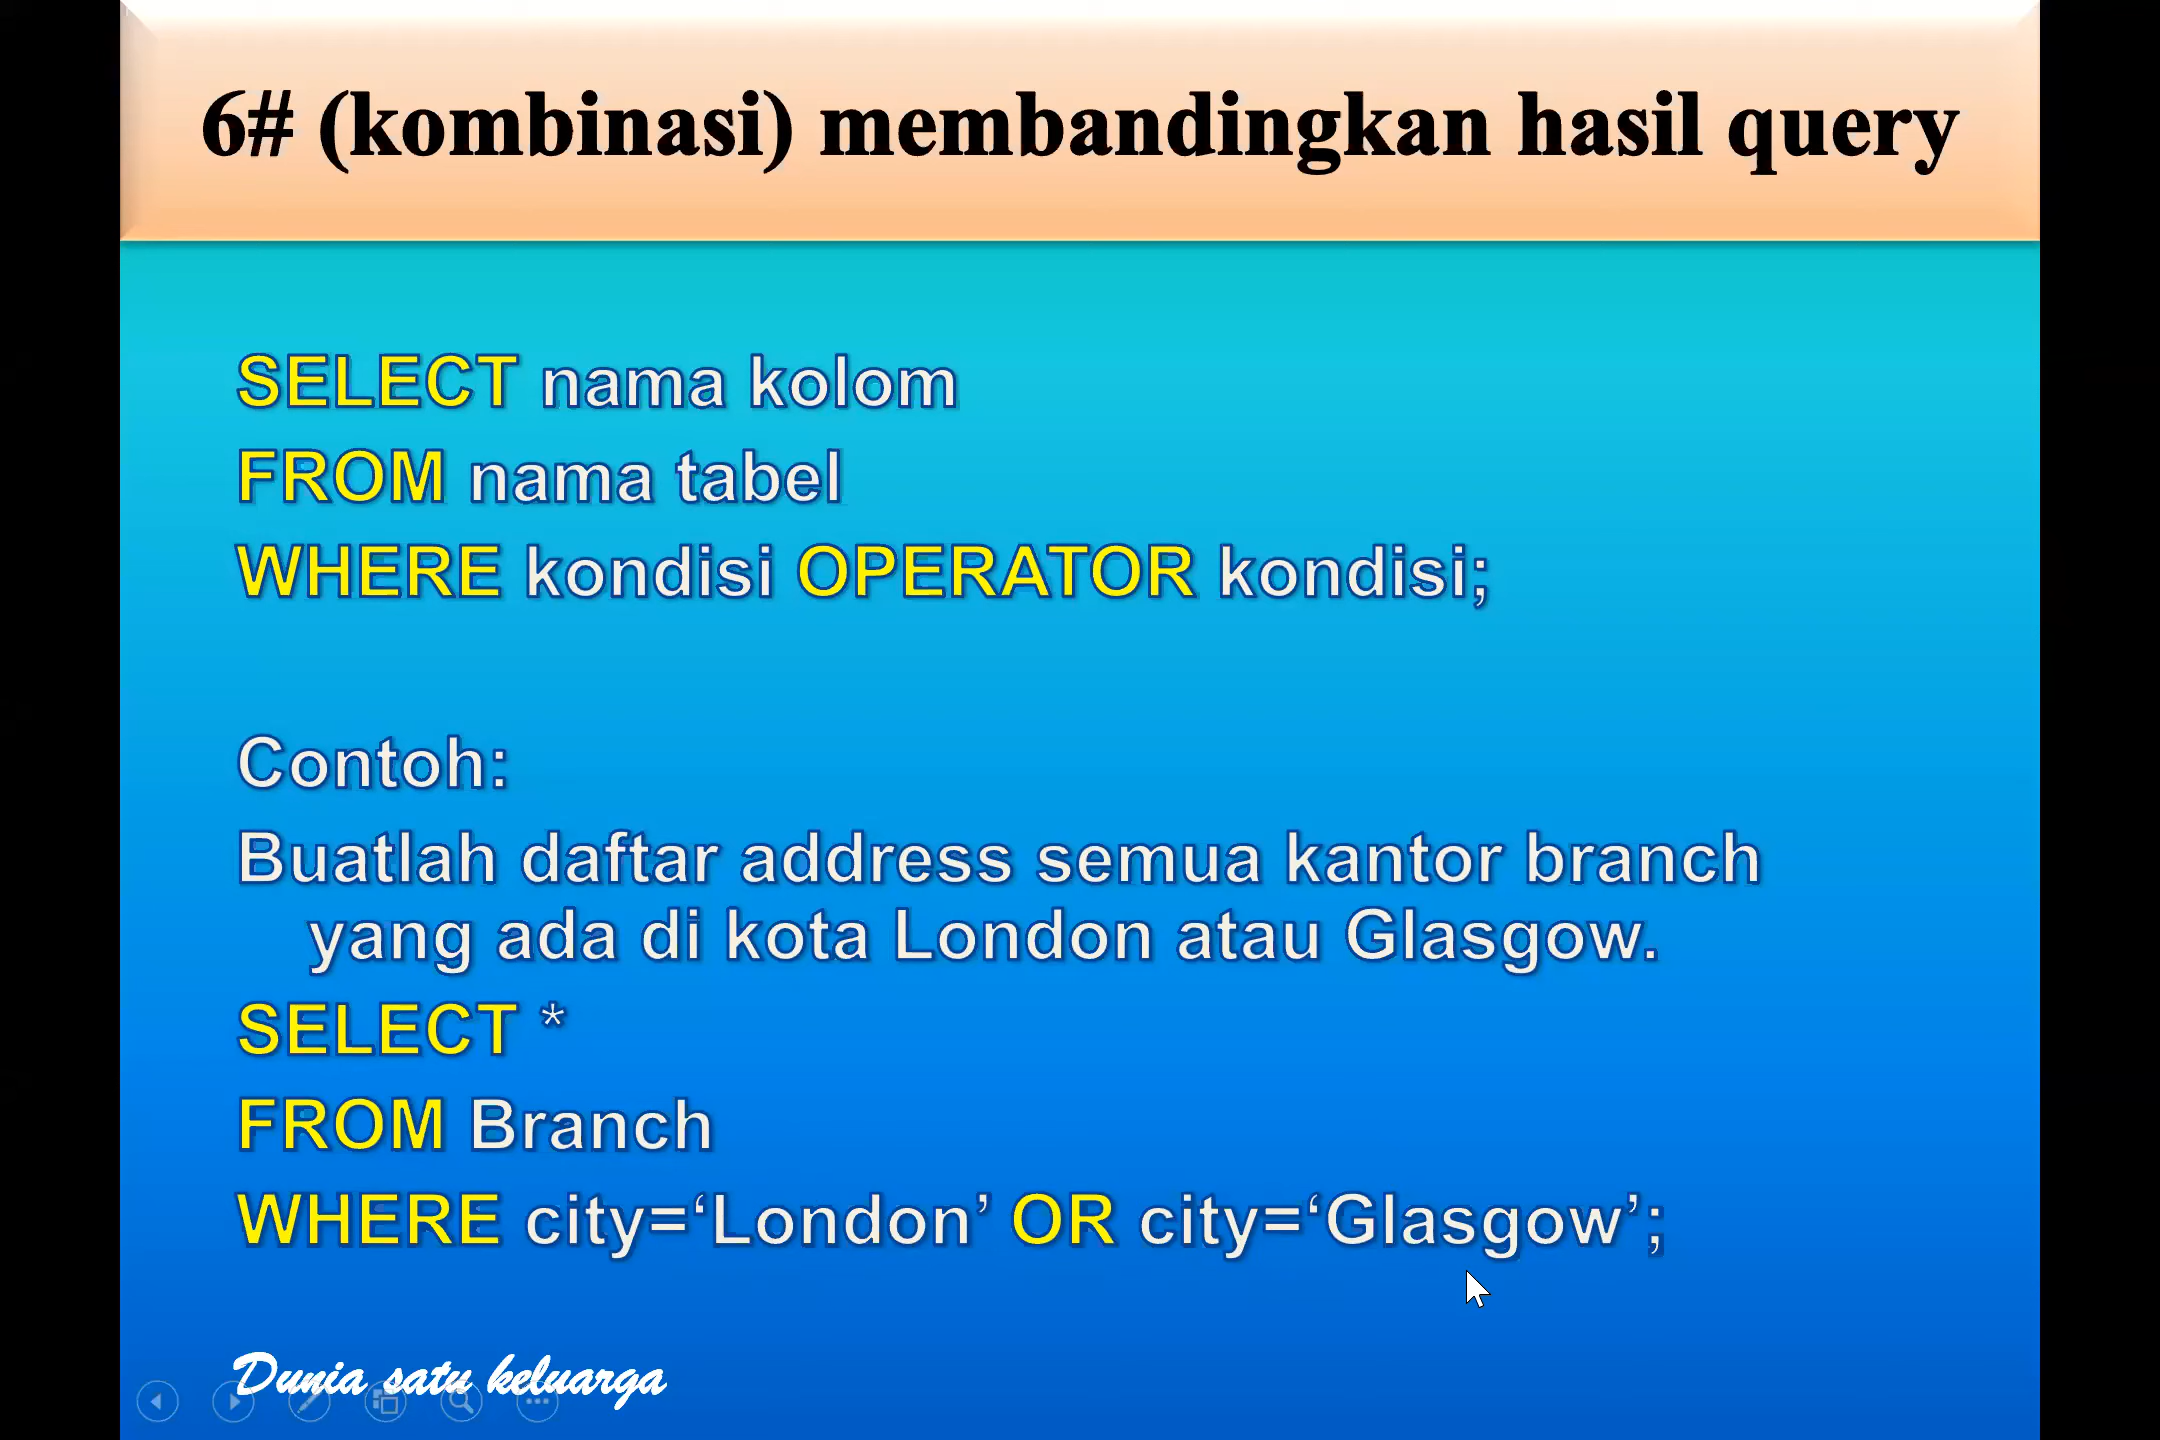 6# (kombinasi) membandingkan hasil query
SELECT nama kolom
FROM nama tabel
WHERE kondisi OPERATOR kondisi;
Contoh:
Buatlah daftar address semua kantor branch
yang ada di kota London atau Glasgow.
SELECT *
FROM Branch
WHERE city=‘London’ OR city=‘Glasgow’;
Dunia satu keluarga